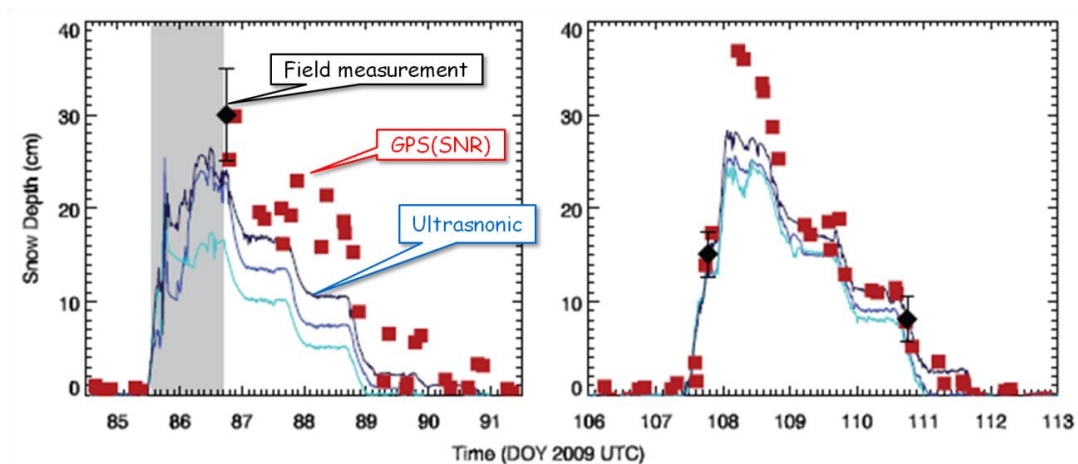 40
30
20
10
0
Snow Depth (cm)
Field measurement
GPS(SNR)
Ultrasnonic
85 86 87 88 89 90 91
40
30
20
10
0
106 107 108 109 110 111 112 113
Time (DOY 2009 UTC)